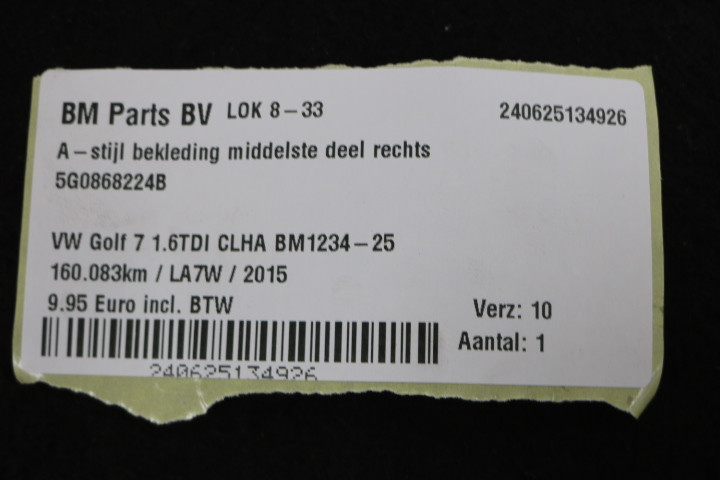 BM Parts BV LOK 8-33 240625134926
A-stijl bekleding middelste deel rechts
5G0868224B
VW Golf 7 1.6TDI CLHA BM1234-25
160.083km / LA7W / 2015
9.95 Euro incl. BTW Verz: 10
Aantal: 1
240625134926